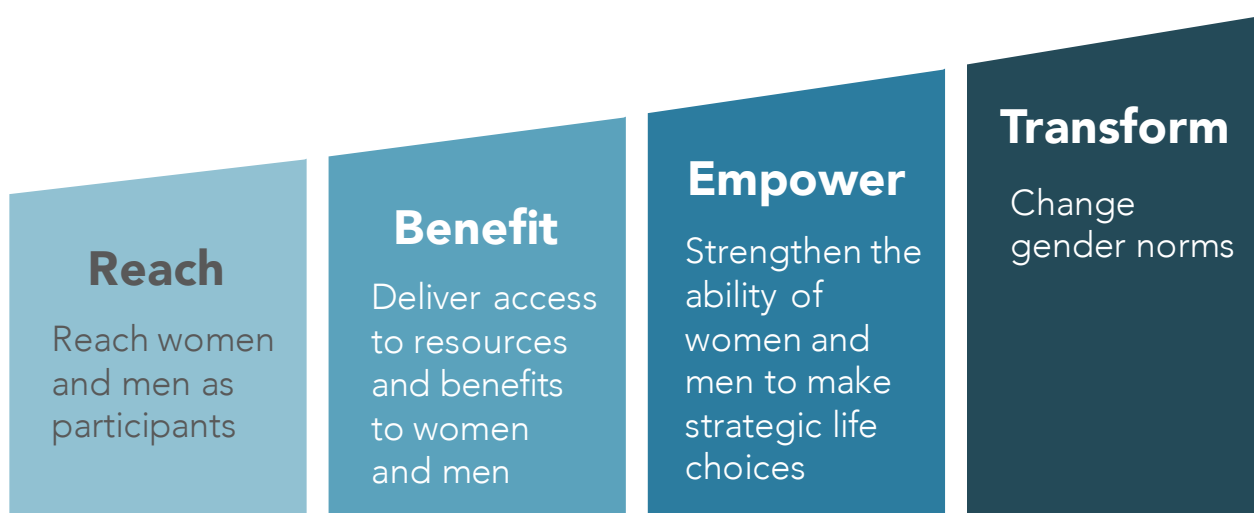 Reach
Reach women
and men as
participants
Benefit
Deliver access
to resources
and benefits
to women
and men
Empower
Strengthen the
ability of
women and
men to make
strategic life
choices
Transform
Change
gender norms